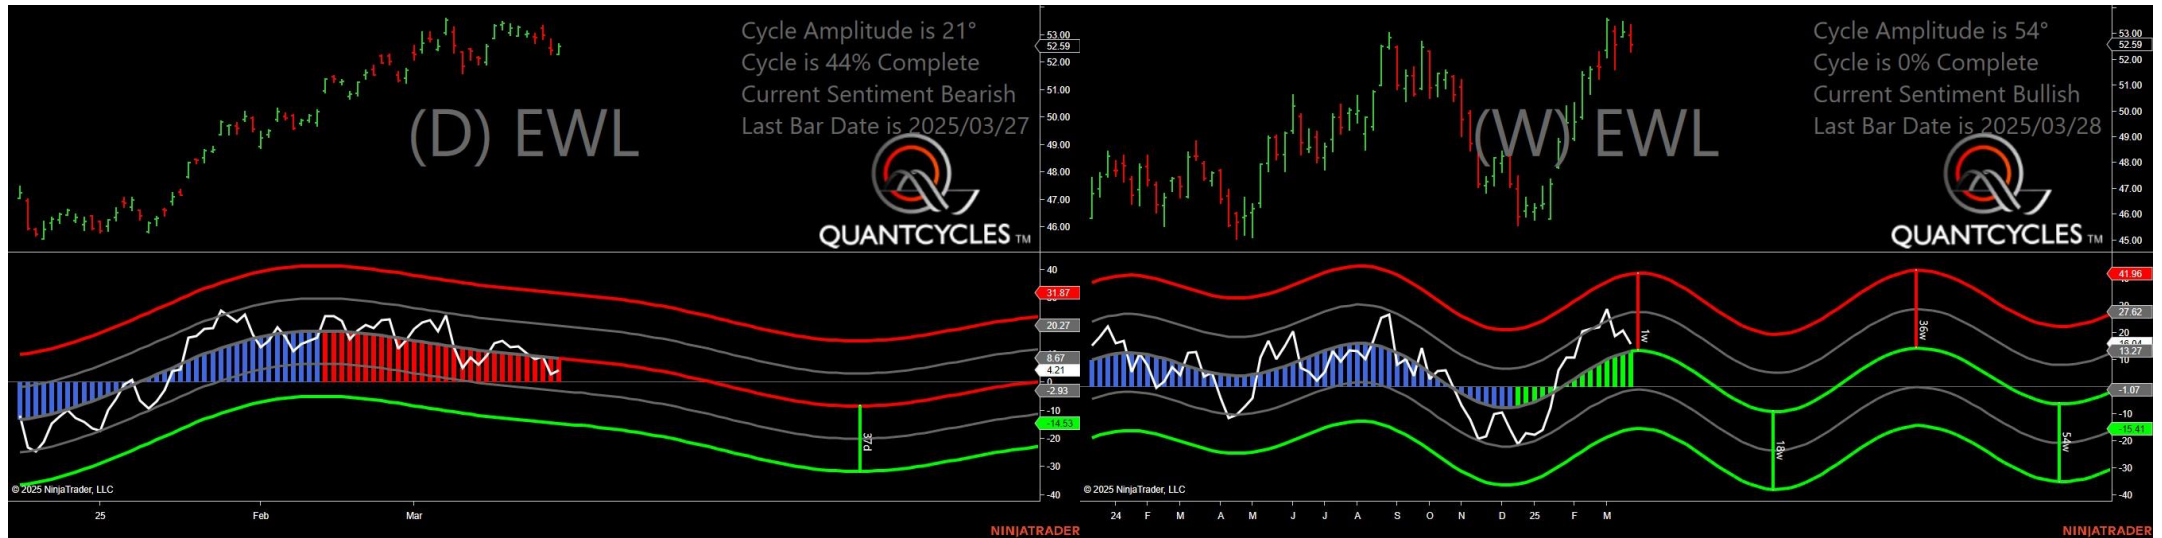 Cycle Amplitude is 21°
Cycle is 44% Complete
Current Sentiment Bearish
Last Bar Date is 2025/03/27
(D) EWL
QUANTCYCLES TM
53.00
52.59
52.00
51.00
50.00
49.00
48.00
47.00
46.00
40
31.87
20.27
8.67
4.21
0
-2.93
-10
-14.53
-20
-30
-40
37d
© 2025 NinjaTrader, LLC
25 Feb Mar
NINJATRADER
Cycle Amplitude is 54°
Cycle is 0% Complete
Current Sentiment Bullish
Last Bar Date is 2025/03/28
(W) EWL
QUANTCYCLES TM
53.00
52.59
52.00
51.00
50.00
49.00
48.00
47.00
46.00
45.00
41.96
27.62
20
16.04
13.27
10
-1.07
-10
-15.41
-20
-30
-40
1w
18w
36w
54w
© 2025 NinjaTrader, LLC
24 F M A M J J A S O N D 25 F M
NINJATRADER